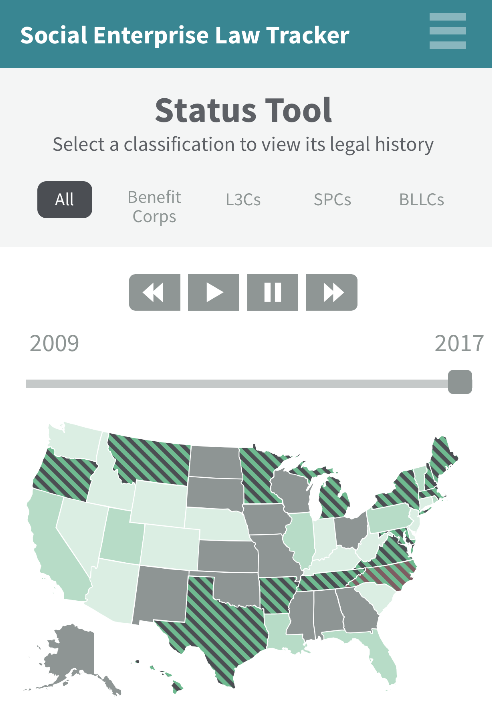 Social Enterprise Law Tracker
Status Tool
Select a classification to view its legal history
All
Benefit
Corps
L3Cs
SPCs
BLLCs
2009
2017